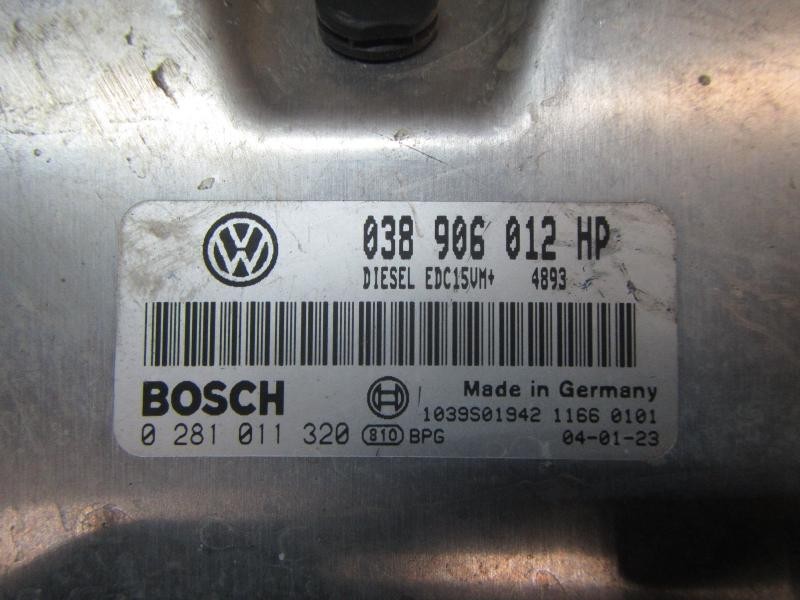 038 906 012 HP
DIESEL EDC15VM+ 4893
BOSCH
Made in Germany
1039S01942 1166 0101
0 281 011 320 810 BPG
04-01-23